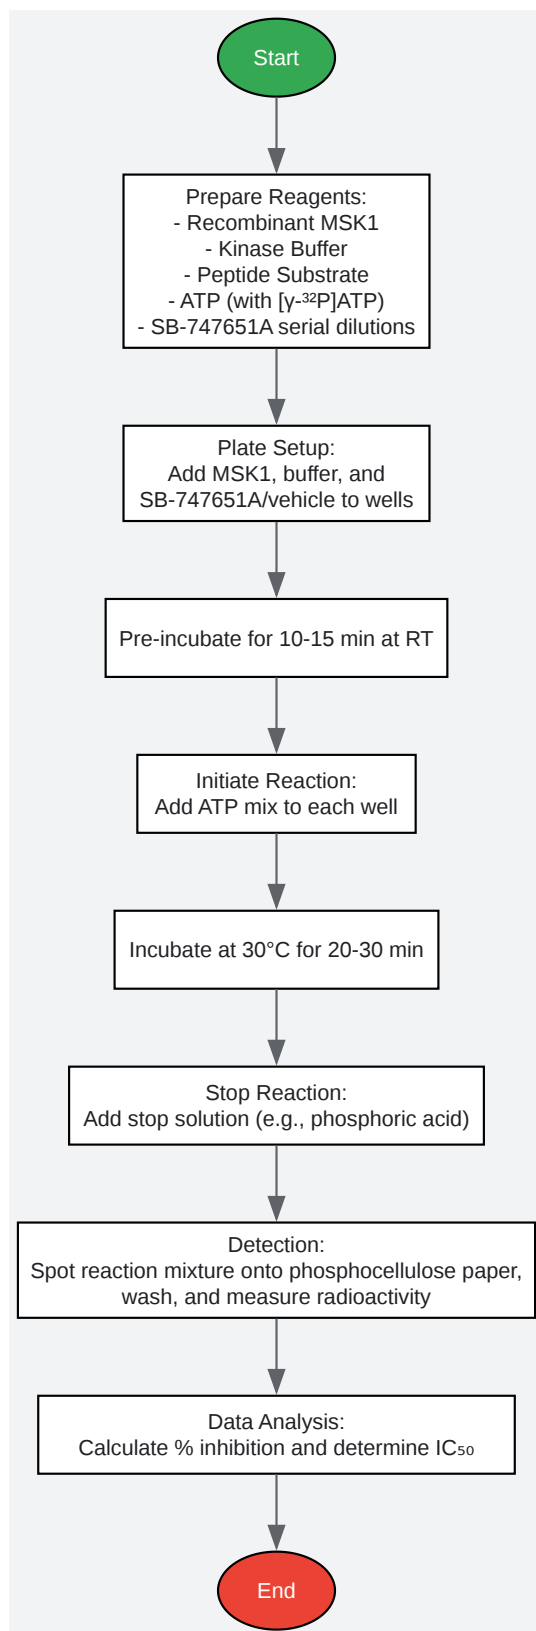 Start
Prepare Reagents:
- Recombinant MSK1
- Kinase Buffer
- Peptide Substrate
- ATP (with [γ-³²P]ATP)
- SB-747651A serial dilutions
Plate Setup:
Add MSK1, buffer, and
SB-747651A/vehicle to wells
Pre-incubate for 10-15 min at RT
Initiate Reaction:
Add ATP mix to each well
Incubate at 30°C for 20-30 min
Stop Reaction:
Add stop solution (e.g., phosphoric acid)
Detection:
Spot reaction mixture onto phosphocellulose paper,
wash, and measure radioactivity
Data Analysis:
Calculate % inhibition and determine IC₅₀
End